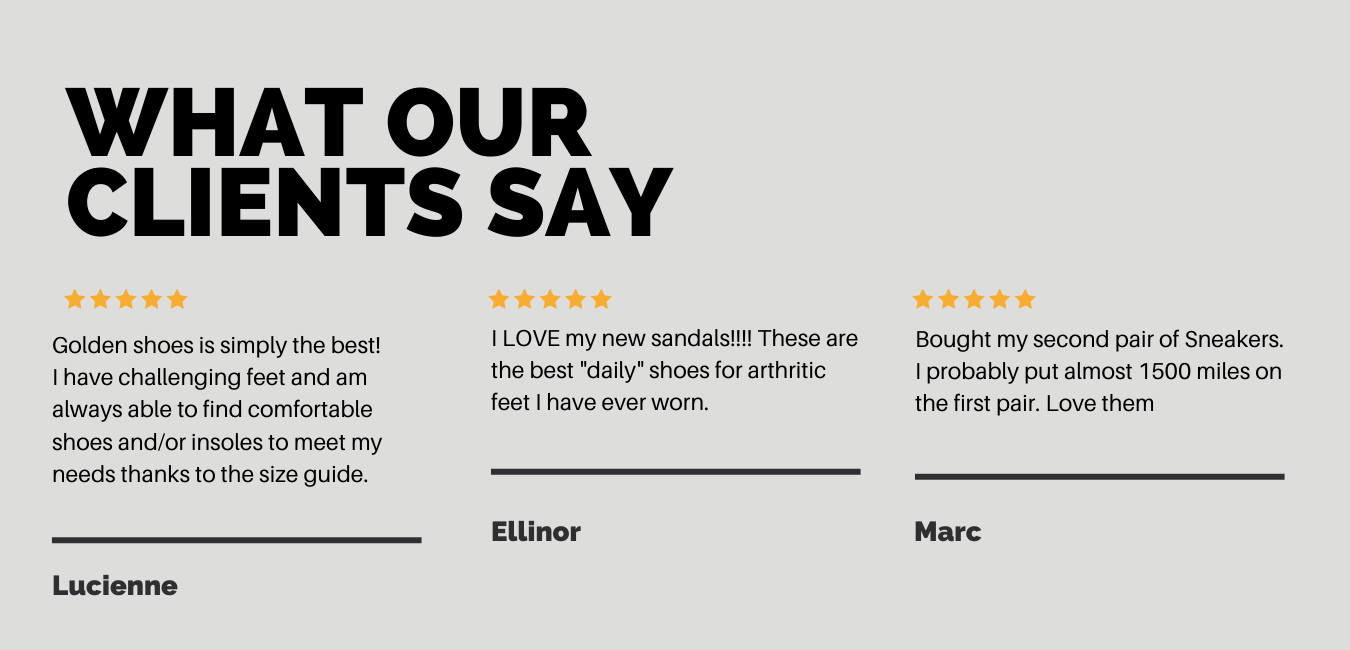 WHAT OUR
CLIENTS SAY
Golden shoes is simply the best!
I have challenging feet and am
always able to find comfortable
shoes and/or insoles to meet my
needs thanks to the size guide.
Lucienne
I LOVE my new sandals!!!! These are
the best "daily" shoes for arthritic
feet I have ever worn.
Ellinor
Bought my second pair of Sneakers.
I probably put almost 1500 miles on
the first pair. Love them
Marc